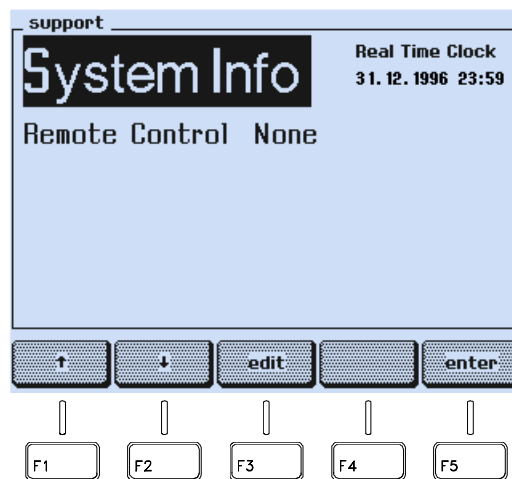 support
System Info
Real Time Clock
31.12.1996 23:59
Remote Control None
↑ ↓ edit enter
F1 F2 F3 F4 F5